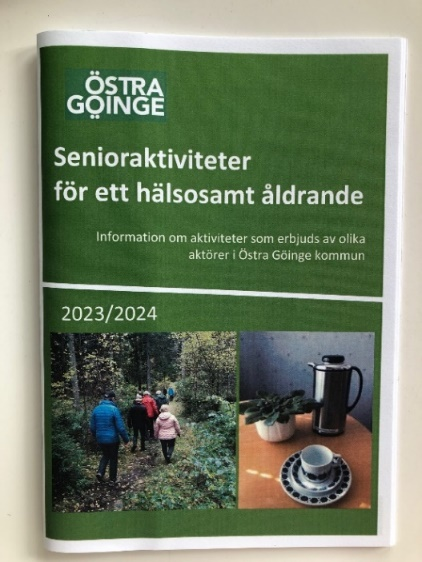 ÖSTRA
GÖINGE
Senioraktiviteter
för ett hälsosamt åldrande
Information om aktiviteter som erbjuds av olika
aktörer i Östra Göinge kommun
2023/2024